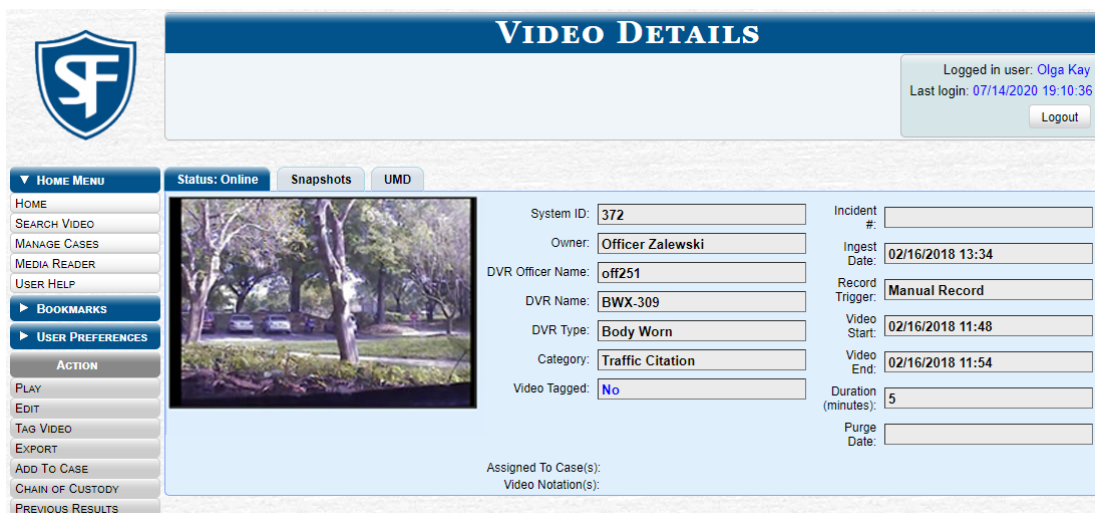 VIDEO DETAILS
SF
Logged in user: Olga Kay
Last login: 07/14/2020 19:10:36
Logout
▼ HOME MENU
HOME
SEARCH VIDEO
MANAGE CASES
MEDIA READER
USER HELP
► BOOKMARKS
► USER PREFERENCES
ACTION
PLAY
EDIT
TAG VIDEO
EXPORT
ADD TO CASE
CHAIN OF CUSTODY
PREVIOUS RESULTS
Status: Online Snapshots UMD
System ID: 372
Owner: Officer Zalewski
DVR Officer Name: off251
DVR Name: BWX-309
DVR Type: Body Worn
Category: Traffic Citation
Video Tagged: No
Incident
#:
Ingest
Date: 02/16/2018 13:34
Record
Trigger: Manual Record
Video
Start: 02/16/2018 11:48
Video
End: 02/16/2018 11:54
Duration
(minutes): 5
Purge
Date:
Assigned To Case(s):
Video Notation(s):